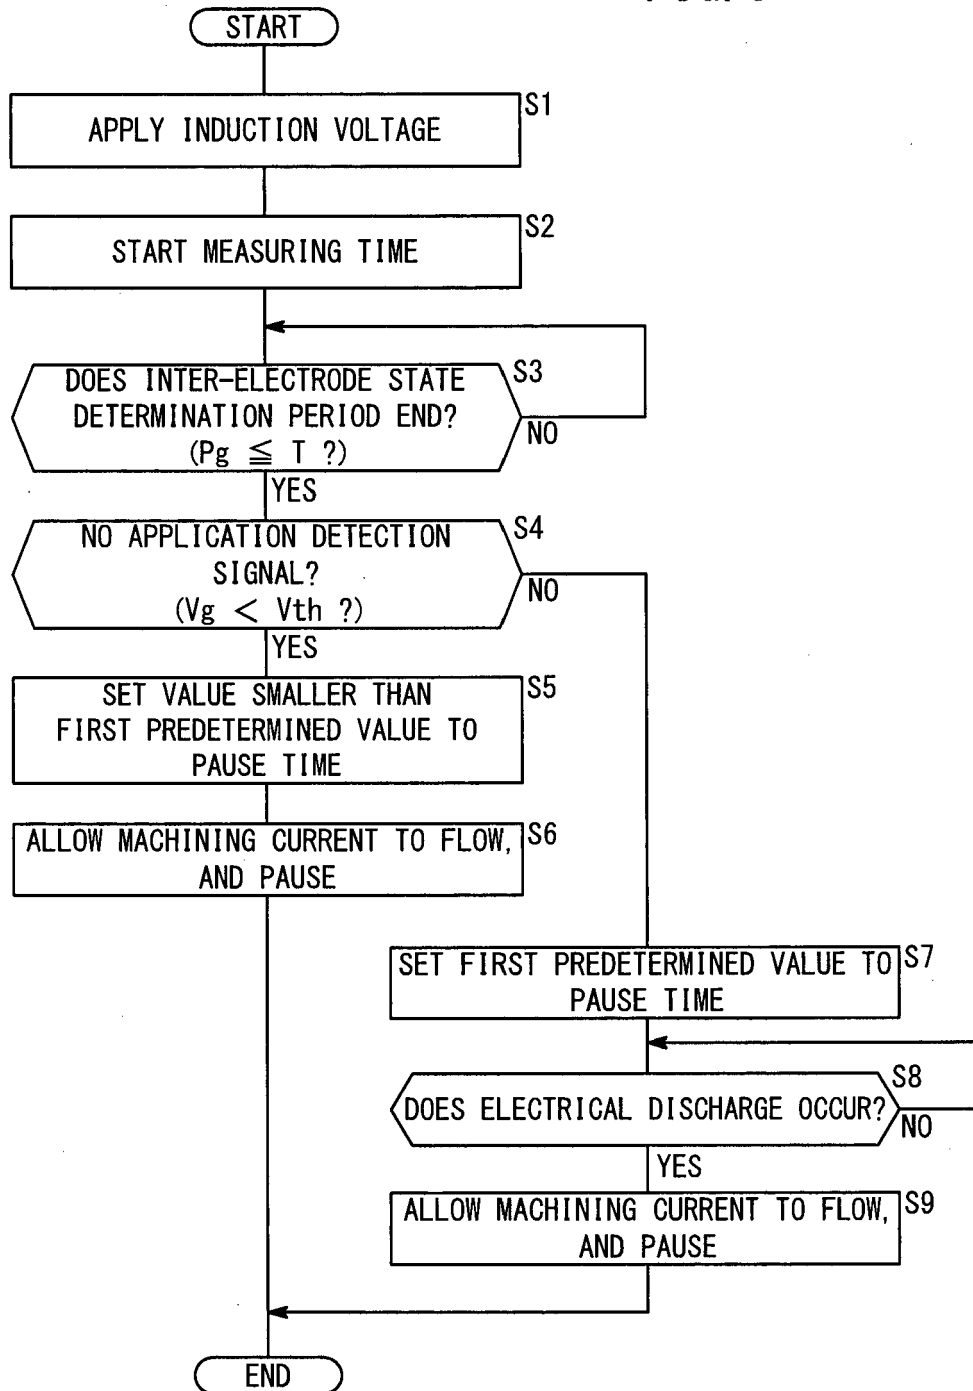 START
S1
APPLY INDUCTION VOLTAGE
S2
START MEASURING TIME
S3
DOES INTER-ELECTRODE STATE
DETERMINATION PERIOD END?
(Pg ≦ T ?)
NO
YES
S4
NO APPLICATION DETECTION
SIGNAL?
(Vg < Vth ?)
NO
YES
S5
SET VALUE SMALLER THAN
FIRST PREDETERMINED VALUE TO
PAUSE TIME
S6
ALLOW MACHINING CURRENT TO FLOW,
AND PAUSE
S7
SET FIRST PREDETERMINED VALUE TO
PAUSE TIME
S8
DOES ELECTRICAL DISCHARGE OCCUR?
NO
YES
S9
ALLOW MACHINING CURRENT TO FLOW,
AND PAUSE
END